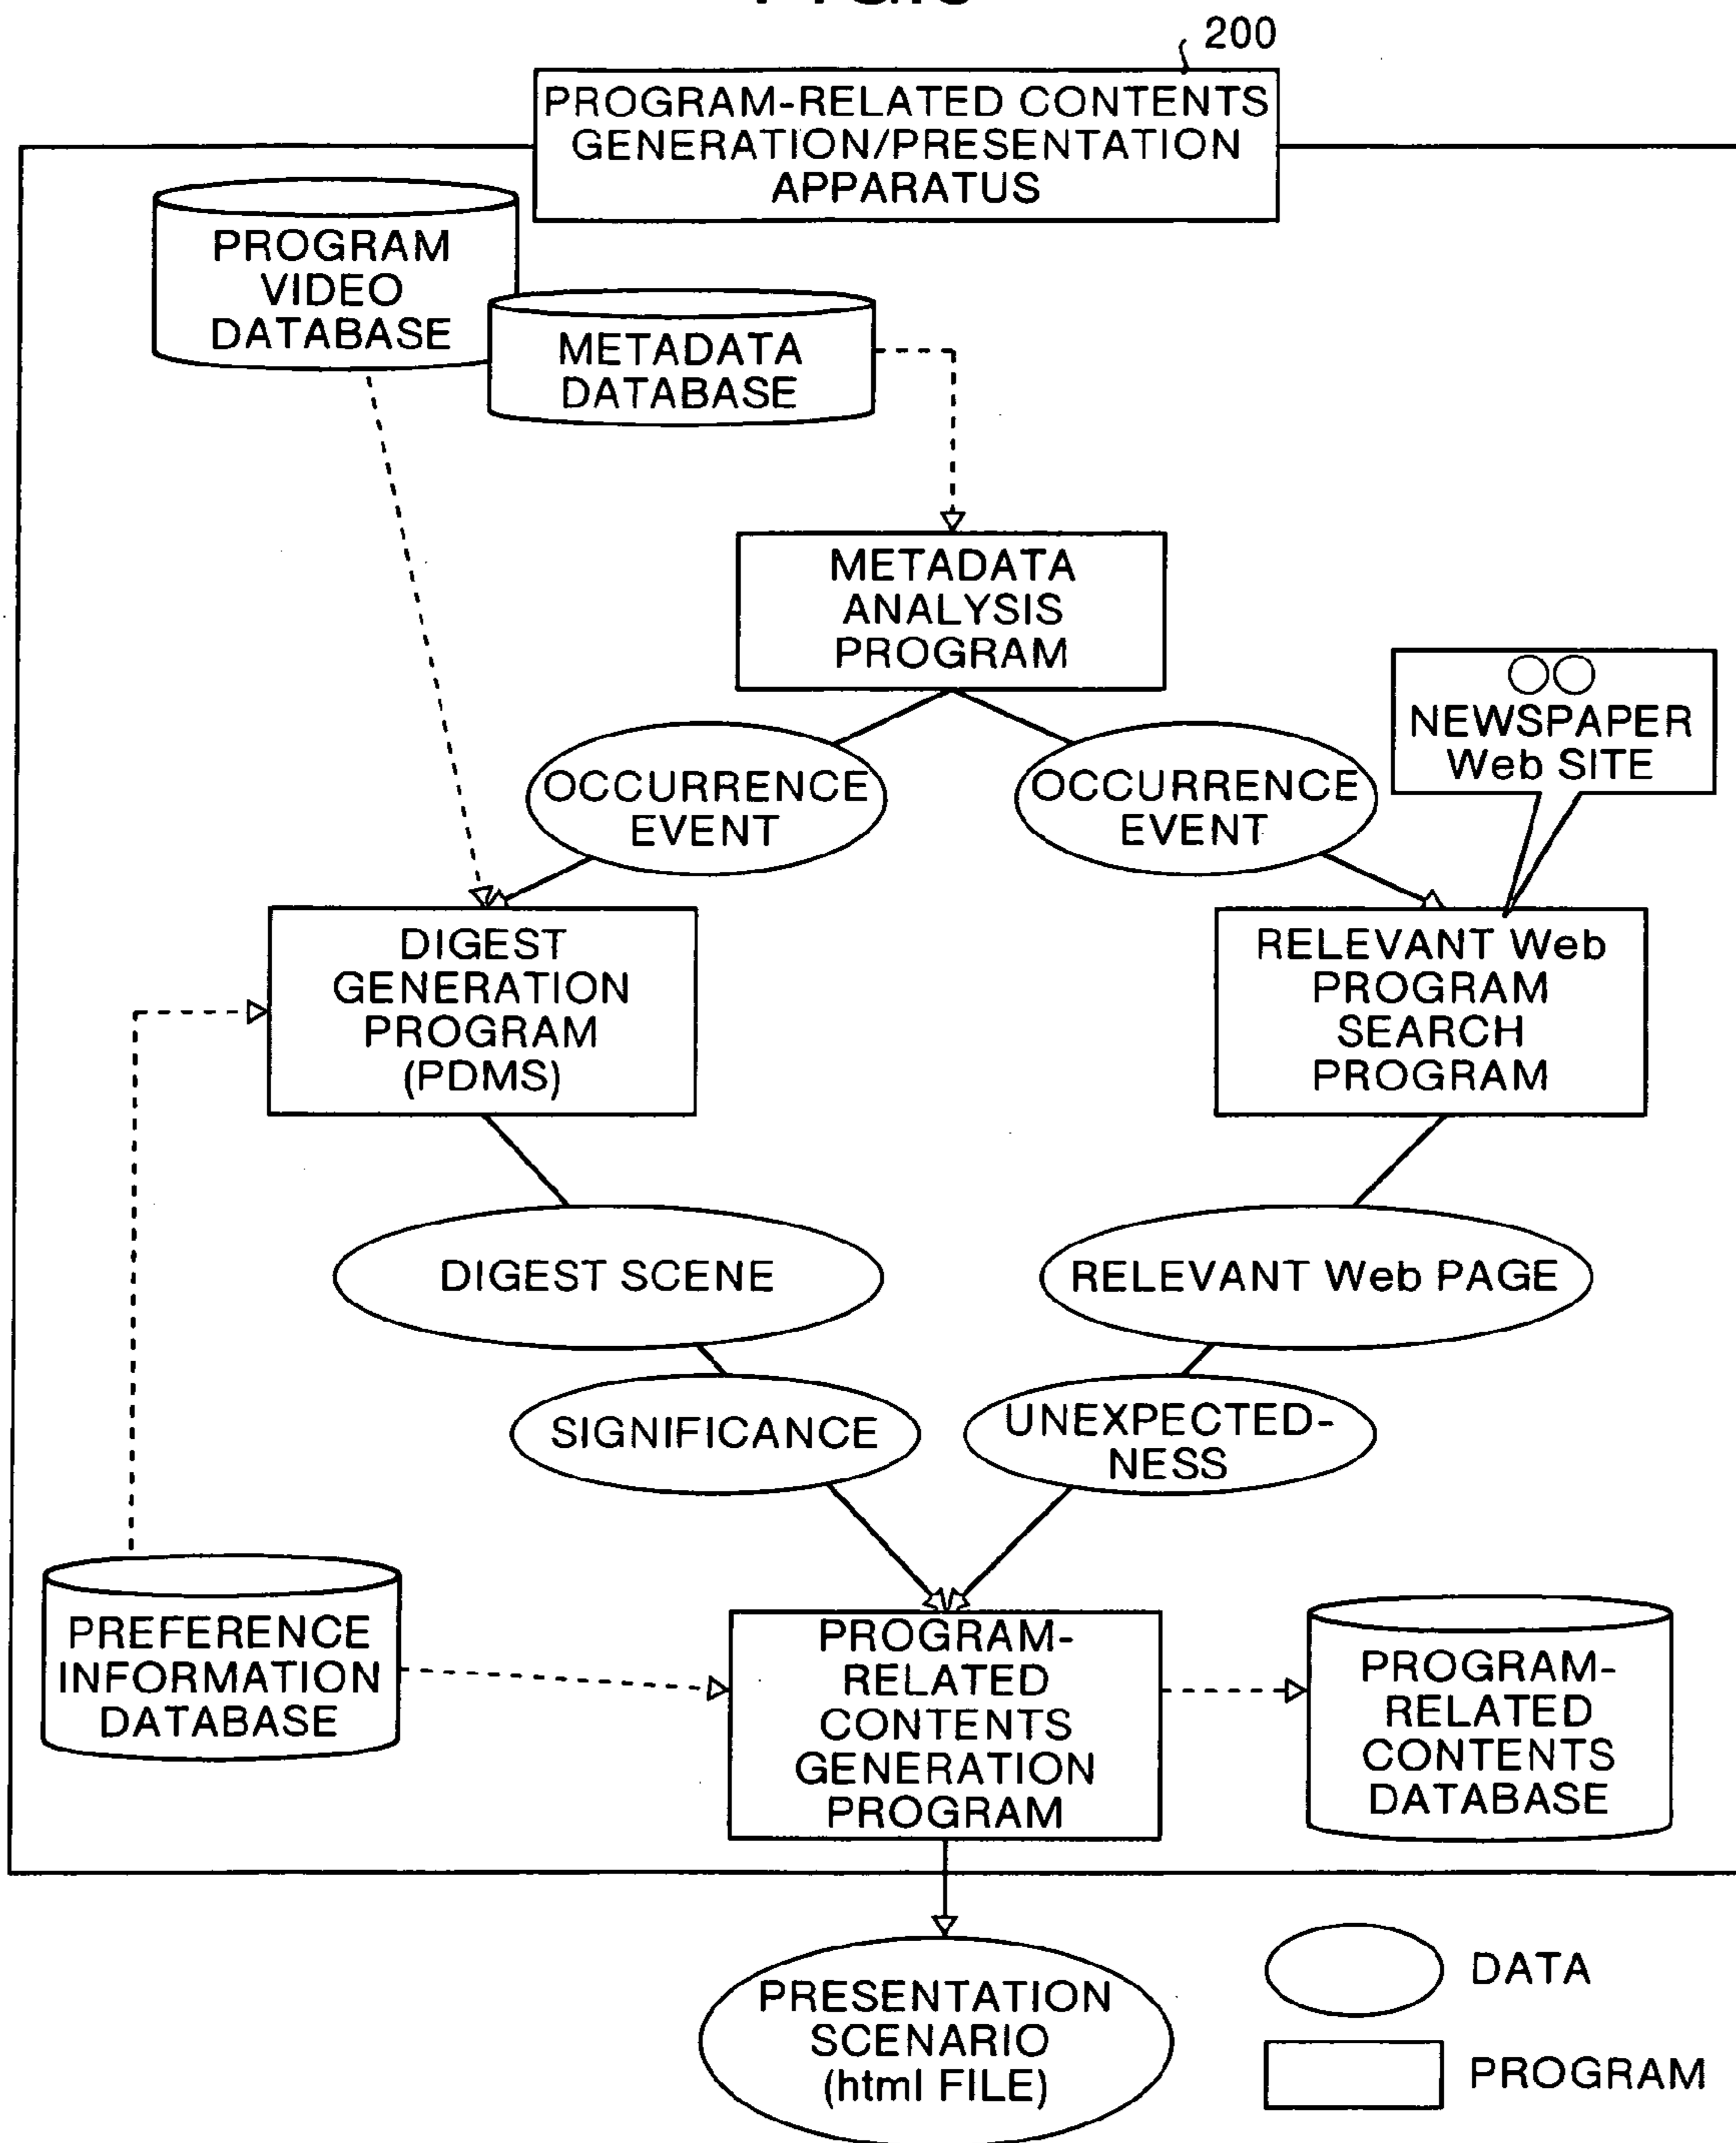 200
PROGRAM-RELATED CONTENTS
GENERATION/PRESENTATION
APPARATUS
PROGRAM
VIDEO
DATABASE
METADATA
DATABASE
METADATA
ANALYSIS
PROGRAM
NEWSPAPER
Web SITE
OCCURRENCE
EVENT
OCCURRENCE
EVENT
DIGEST
GENERATION
PROGRAM
(PDMS)
RELEVANT Web
PROGRAM
SEARCH
PROGRAM
DIGEST SCENE
RELEVANT Web PAGE
SIGNIFICANCE
UNEXPECTED-
NESS
PREFERENCE
INFORMATION
DATABASE
PROGRAM-
RELATED
CONTENTS
GENERATION
PROGRAM
PROGRAM-
RELATED
CONTENTS
DATABASE
PRESENTATION
SCENARIO
(html FILE)
DATA
PROGRAM